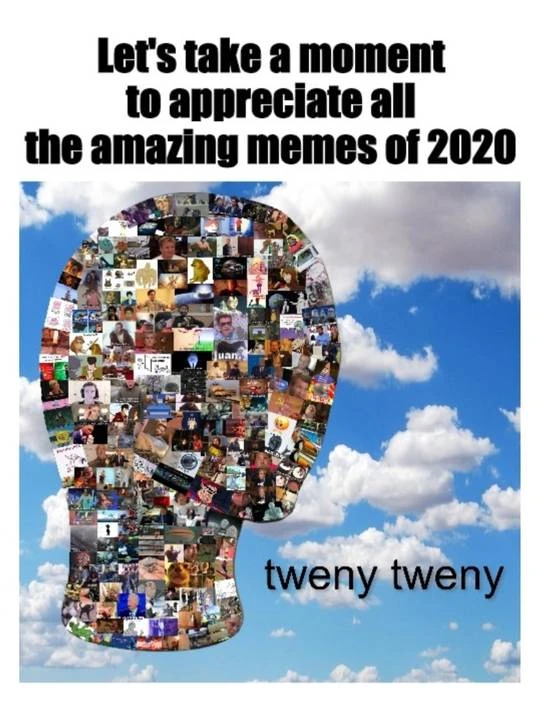 Let's take a moment
to appreciate all
the amazing memes of 2020
juan.
tweny tweny